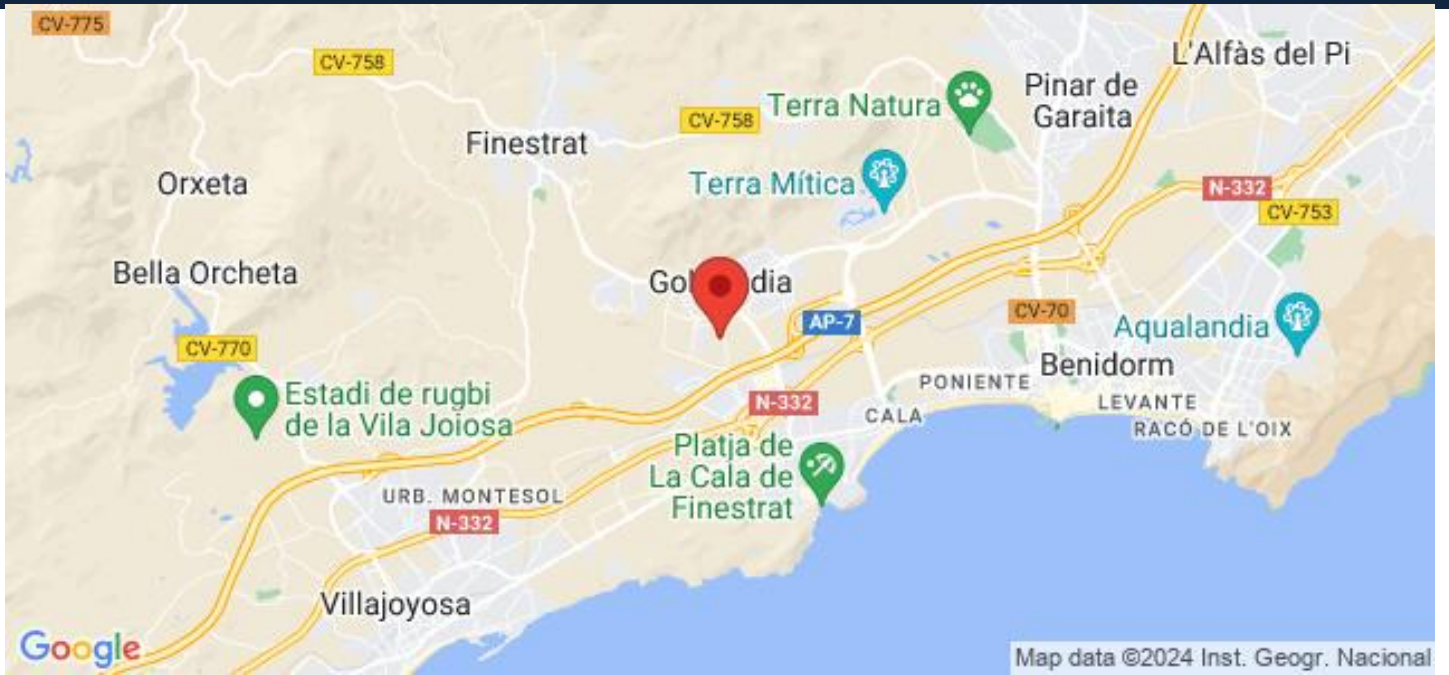 CV-775
CV-758
L'Alfàs del Pi
Terra Natura
Pinar de
Garaita
CV-758
Finestrat
Orxeta
Terra Mítica
N-332
CV-753
Bella Orcheta
AP-7
CV-70
Aqualandia
CV-770
Benidorm
PONIENTE
LEVANTE
Estadi de rugbi
de la Vila Joiosa
N-332
CALA
RACÓ DE L'OIX
Platja de
La Cala de
Finestrat
URB. MONTESOL
N-332
Villajoyosa
Google
Map data ©2024 Inst. Geogr. Nacional